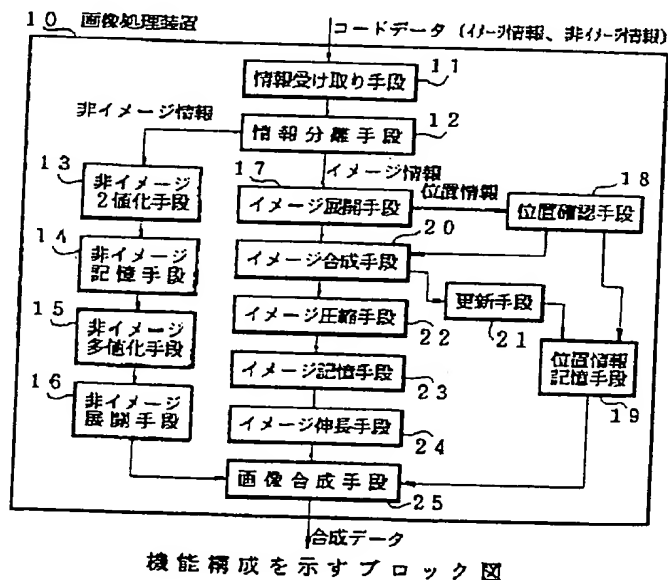 10 画像処理装置
コードデータ (イメージ情報、非イメージ情報)
情報受け取り手段
11
非イメージ情報
情報分離手段
12
イメージ情報
13
非イメージ
2値化手段
17
イメージ展開手段
位置情報
18
位置確認手段
14
非イメージ
記憶手段
20
イメージ合成手段
更新手段
21
15
非イメージ
多値化手段
イメージ圧縮手段
22
位置情報
記憶手段
19
16
非イメージ
展開手段
イメージ記憶手段
23
イメージ伸長手段
24
画像合成手段
25
合成データ
機能構成を示すブロック図